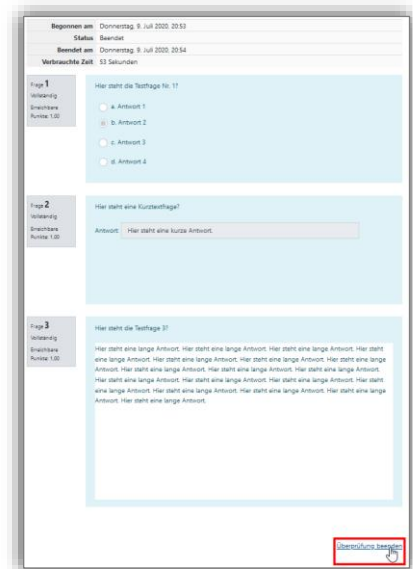 Begonnen am Donnerstag, 9. Juli 2020, 20:53
Status Beendet
Beendet am Donnerstag, 9. Juli 2020, 20:54
Verbrauchte Zeit 53 Sekunden
Frage 1
Vollständig
Erreichbare
Punkte: 1,00
Hier steht die Testfrage Nr. 1?
a. Antwort 1
b. Antwort 2
c. Antwort 3
d. Antwort 4
Frage 2
Vollständig
Erreichbare
Punkte: 1,00
Hier steht eine Kurztextfrage?
Antwort: Hier steht eine kurze Antwort.
Frage 3
Vollständig
Erreichbare
Punkte: 1,00
Hier steht die Testfrage 3?
Hier steht eine lange Antwort. Hier steht eine lange Antwort. Hier steht eine lange Antwort. Hier steht
eine lange Antwort. Hier steht eine lange Antwort. Hier steht eine lange Antwort. Hier steht eine lange
Antwort. Hier steht eine lange Antwort. Hier steht eine lange Antwort. Hier steht eine lange Antwort.
Hier steht eine lange Antwort. Hier steht eine lange Antwort. Hier steht eine lange Antwort. Hier steht
eine lange Antwort. Hier steht eine lange Antwort. Hier steht eine lange Antwort. Hier steht eine lange
Antwort. Hier steht eine lange Antwort.
Überprüfung beenden